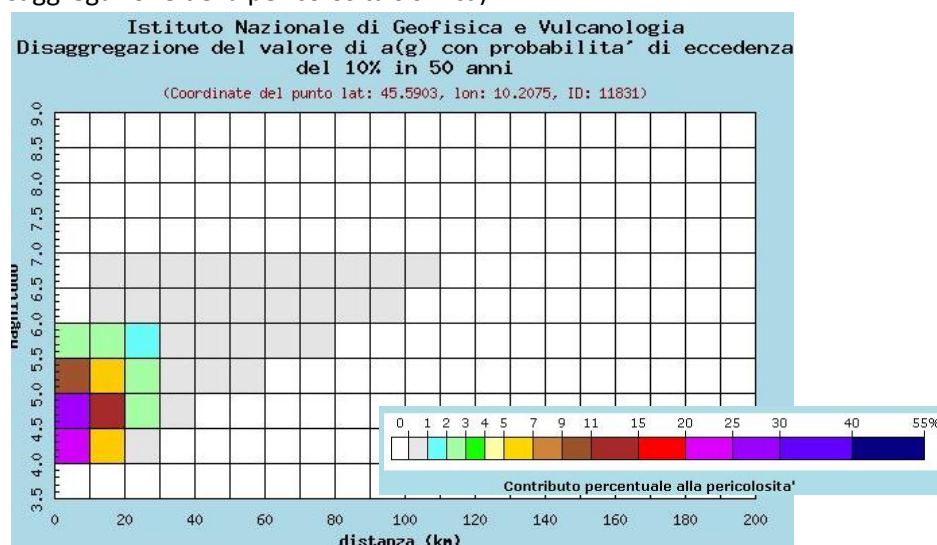 Istituto Nazionale di Geofisica e Vulcanologia
Disaggregazione del valore di a(g) con probabilita' di eccedenza
del 10% in 50 anni
(Coordinate del punto lat: 45.5903, lon: 10.2075, ID: 11831)
9.0
8.5
8.0
7.5
7.0
6.5
6.0
5.5
5.0
4.5
4.0
3.5
0 1 2 3 4 5 7 9 11 15 20 25 30 40 55%
Contributo percentuale alla pericolosita'
0 20 40 60 80 100 120 140 160 180 200
distanza (km)